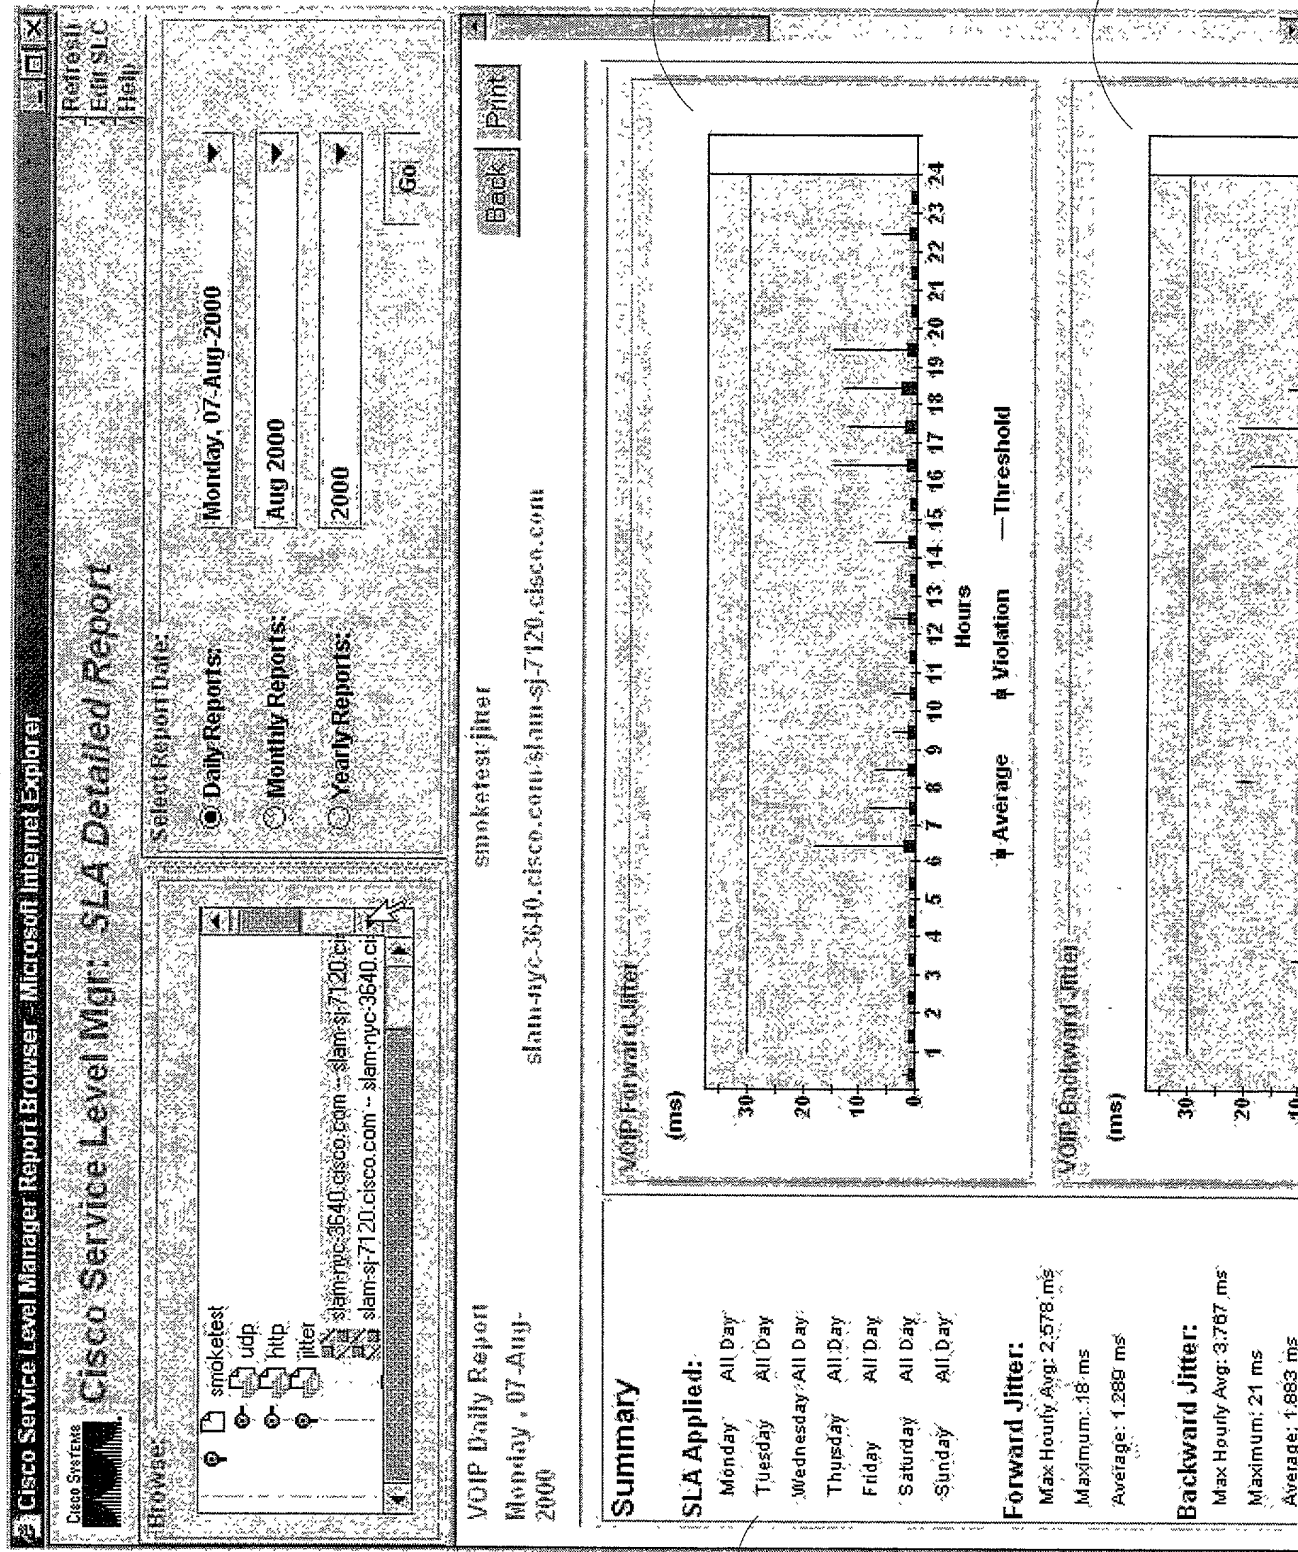 Cisco Service Level Manager Report Browser - Microsoft Internet Explorer
CISCO SYSTEMS
Cisco Service Level Mgr: SLA Detailed Report
Refresh
Edit SLC
Help
Browse:
smoketest
udp
http
jitter
slam-nyc-3640.cisco.com -- slam-sj-7120.cis
slam-sj-7120.cisco.com -- slam-nyc-3640.cis
Select Report Date:
Daily Reports:
Monday, 07-Aug-2000
Monthly Reports:
Aug 2000
Yearly Reports:
2000
Go
VOIP Daily Report
smoketest/jitter
Back
Print
Monday , 07-Aug-
2000
slam-nyc-3640.cisco.com/slam-sj-7120.cisco.com
Summary
SLA Applied:
Monday All Day
Tuesday All Day
Wednesday All Day
Thusday All Day
Friday All Day
Saturday All Day
Sunday All Day
Forward Jitter:
Max Hourly Avg: 2.578 ms
Maximum: 18 ms
Average: 1.289 ms
Backward Jitter:
Max Hourly Avg: 3.767 ms
Maximum: 21 ms
Average: 1.883 ms
VOIP Forward Jitter
(ms)
30
20
10
0
1 2 3 4 5 6 7 8 9 10 11 12 13 14 15 16 17 18 19 20 21 22 23 24
Hours
Average Violation Threshold
VOIP Backward Jitter
(ms)
30
20
10